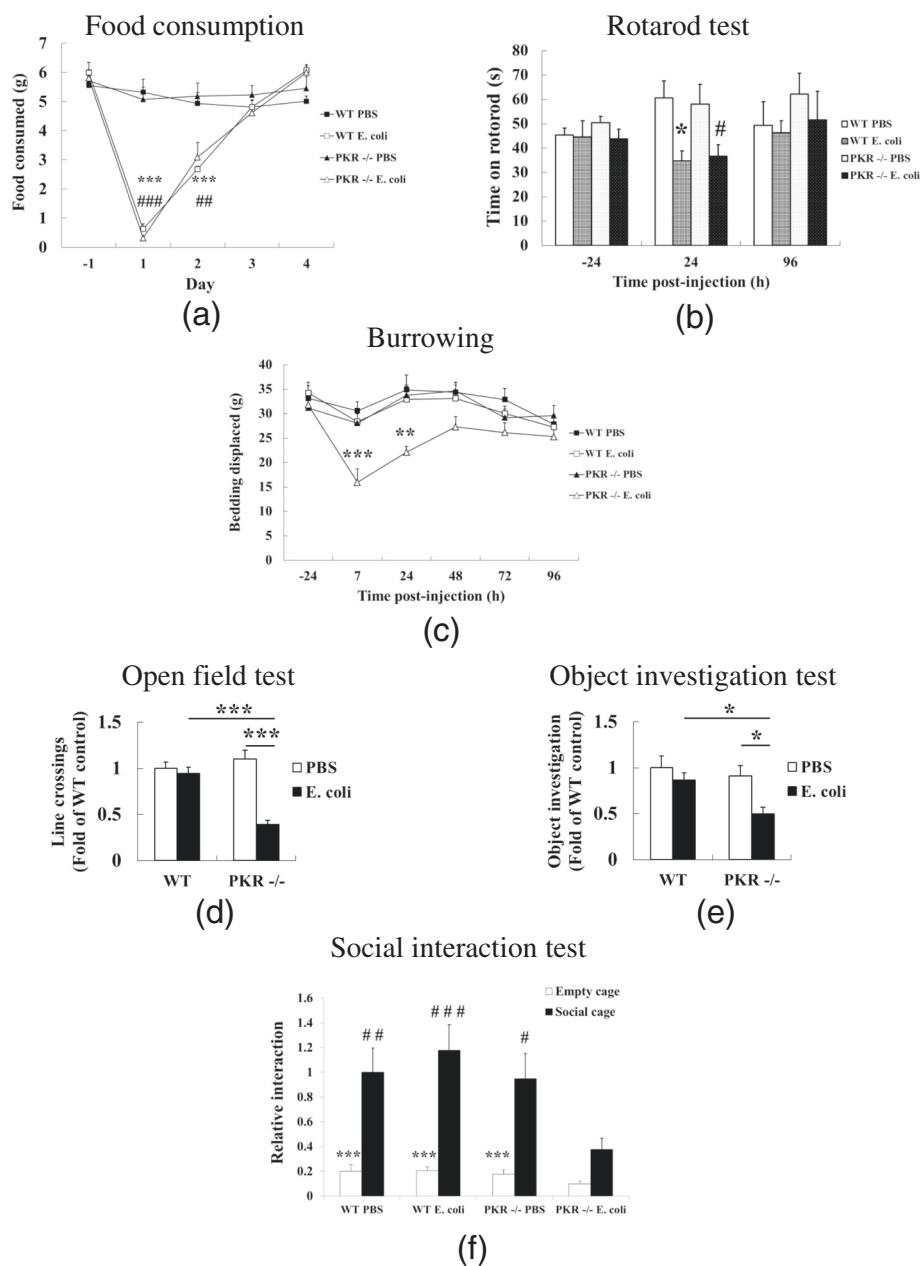 Food consumption
Rotarod test
Food consumed (g)
7
6
5
4
3
2
1
0
***
###
***
##
-1 1 2 3 4
Day
WT PBS
WT E. coli
PKR -/- PBS
PKR -/- E. coli
(a)
Time on rotorod (s)
80
70
60
50
40
30
20
10
0
*
#
-24 24 96
Time post-injection (h)
WT PBS
WT E. coli
PKR -/- PBS
PKR -/- E. coli
(b)
Burrowing
Bedding displaced (g)
40
35
30
25
20
15
10
5
0
***
**
-24 7 24 48 72 96
Time post-injection (h)
WT PBS
WT E. coli
PKR -/- PBS
PKR -/- E. coli
(c)
Open field test
Object investigation test
Line crossings
(Fold of WT control)
1.5
1
0.5
0
***
***
PBS
E. coli
WT PKR -/-
(d)
Object investigation
(Fold of WT control)
1.5
1
0.5
0
*
*
PBS
E. coli
WT PKR -/-
(e)
Social interaction test
Relative interaction
1.6
1.4
1.2
1
0.8
0.6
0.4
0.2
0
Empty cage
Social cage
# #
# # #
#
***
***
***
WT PBS WT E. coli PKR -/- PBS PKR -/- E. coli
(f)